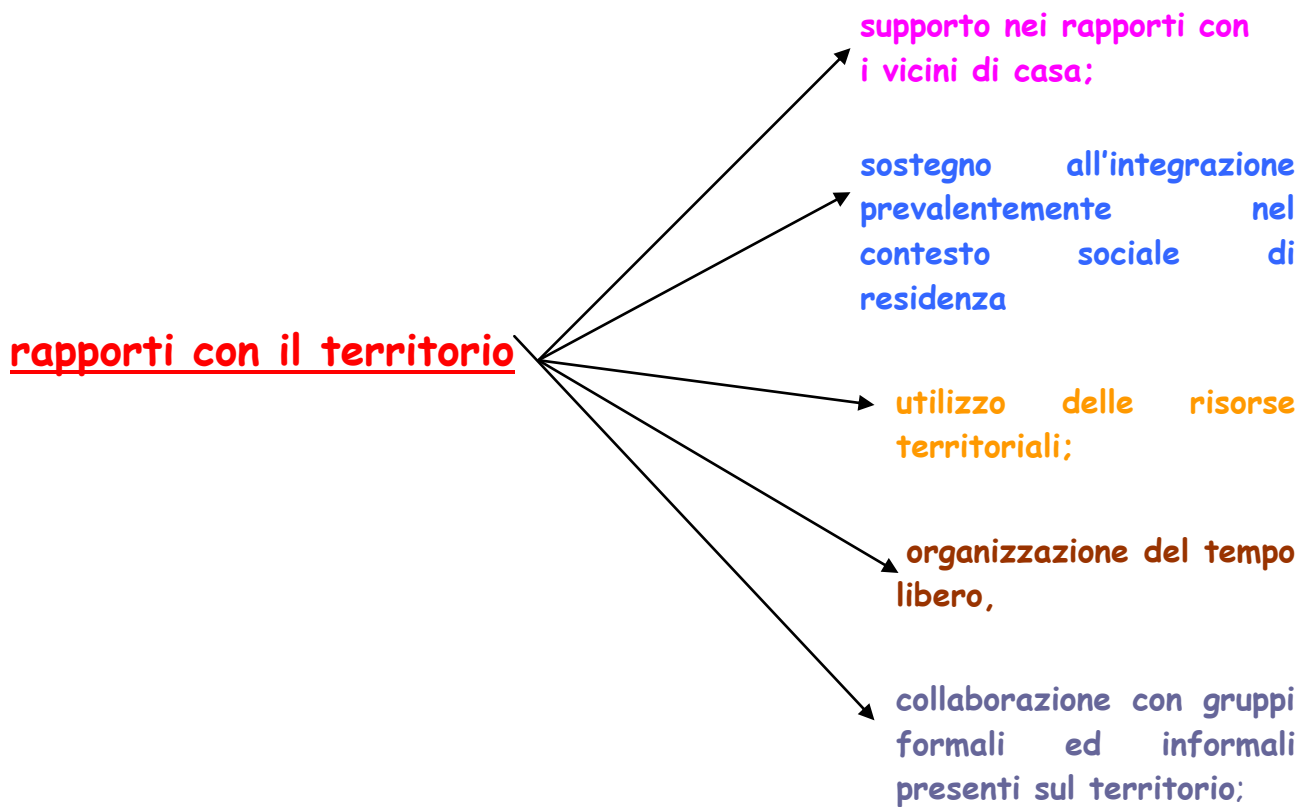 supporto nei rapporti con
i vicini di casa;
sostegno all'integrazione
prevalentemente nel
contesto sociale di
residenza
rapporti con il territorio
utilizzo delle risorse
territoriali;
organizzazione del tempo
libero,
collaborazione con gruppi
formali ed informali
presenti sul territorio;